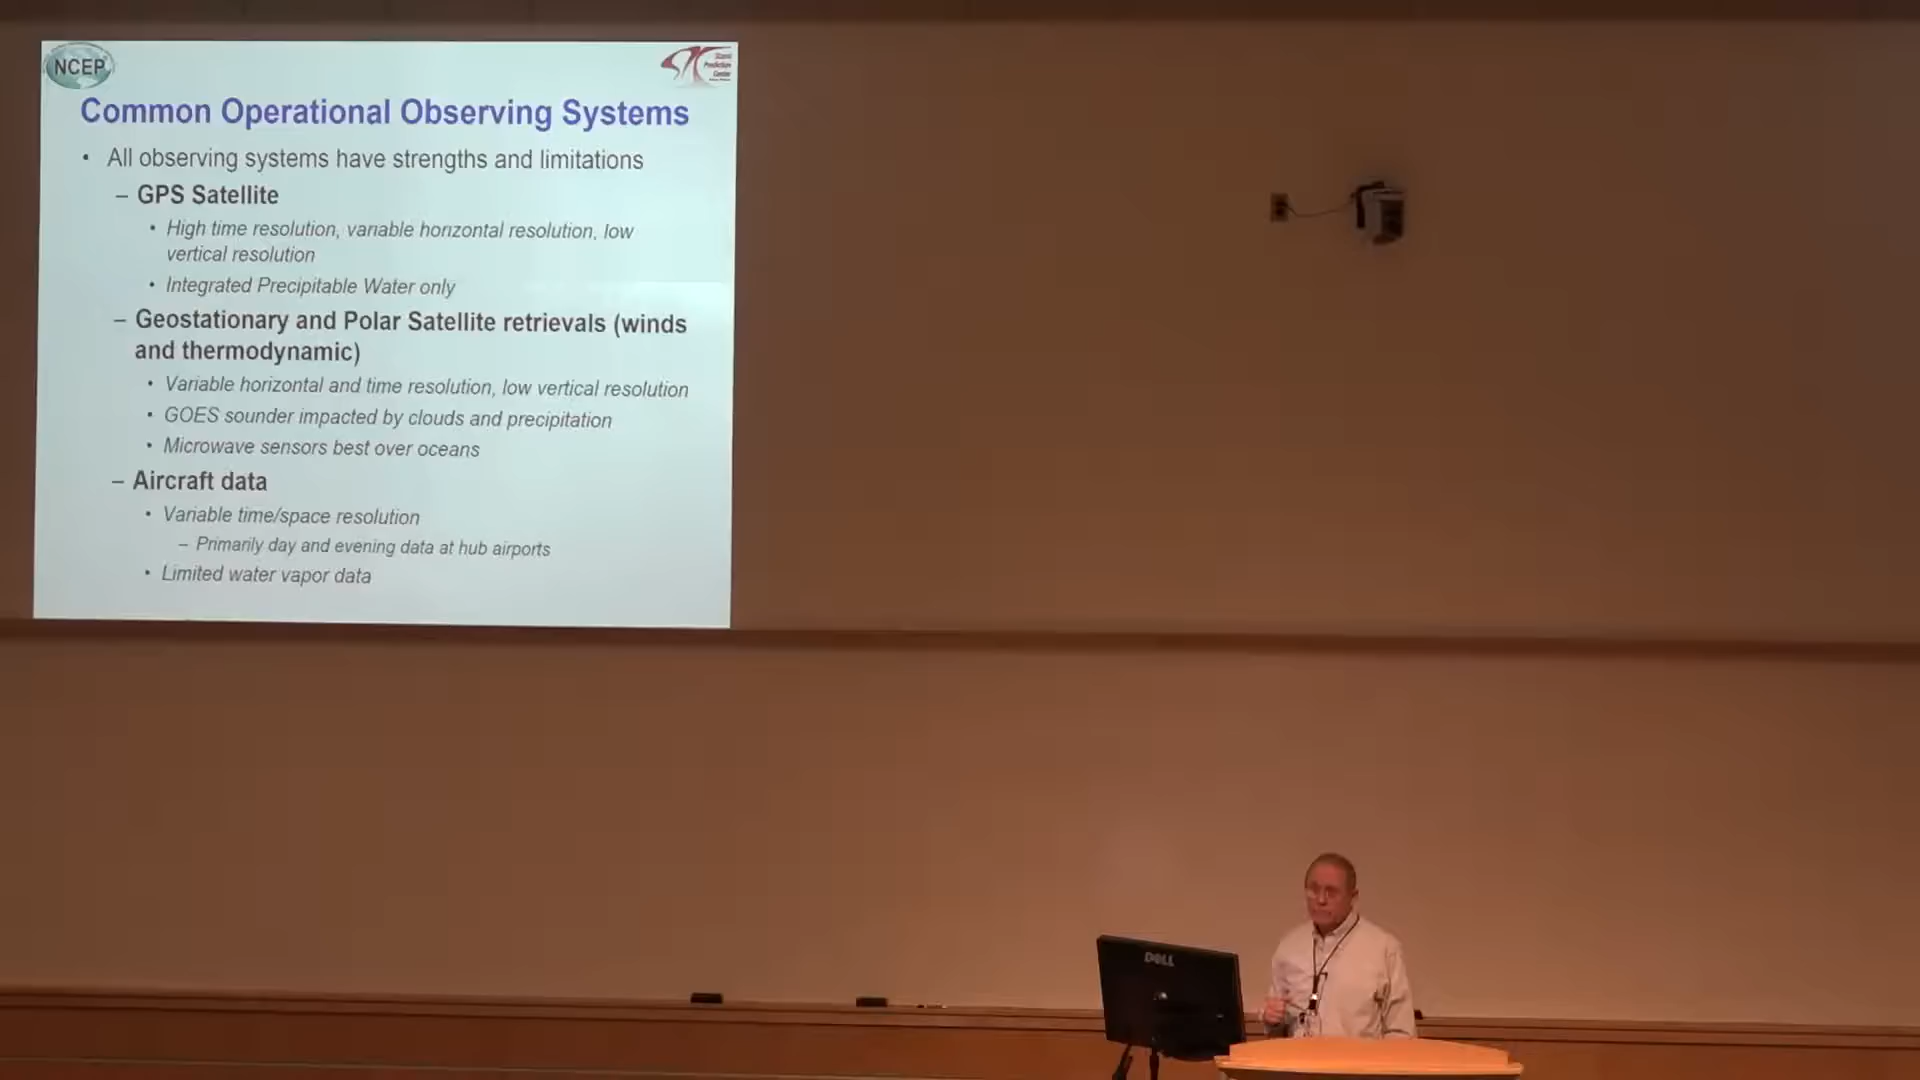 NCEP
Storm
Prediction
Center
Common Operational Observing Systems
• All observing systems have strengths and limitations
– GPS Satellite
• High time resolution, variable horizontal resolution, low
vertical resolution
• Integrated Precipitable Water only
– Geostationary and Polar Satellite retrievals (winds
and thermodynamic)
• Variable horizontal and time resolution, low vertical resolution
• GOES sounder impacted by clouds and precipitation
• Microwave sensors best over oceans
– Aircraft data
• Variable time/space resolution
– Primarily day and evening data at hub airports
• Limited water vapor data
DELL